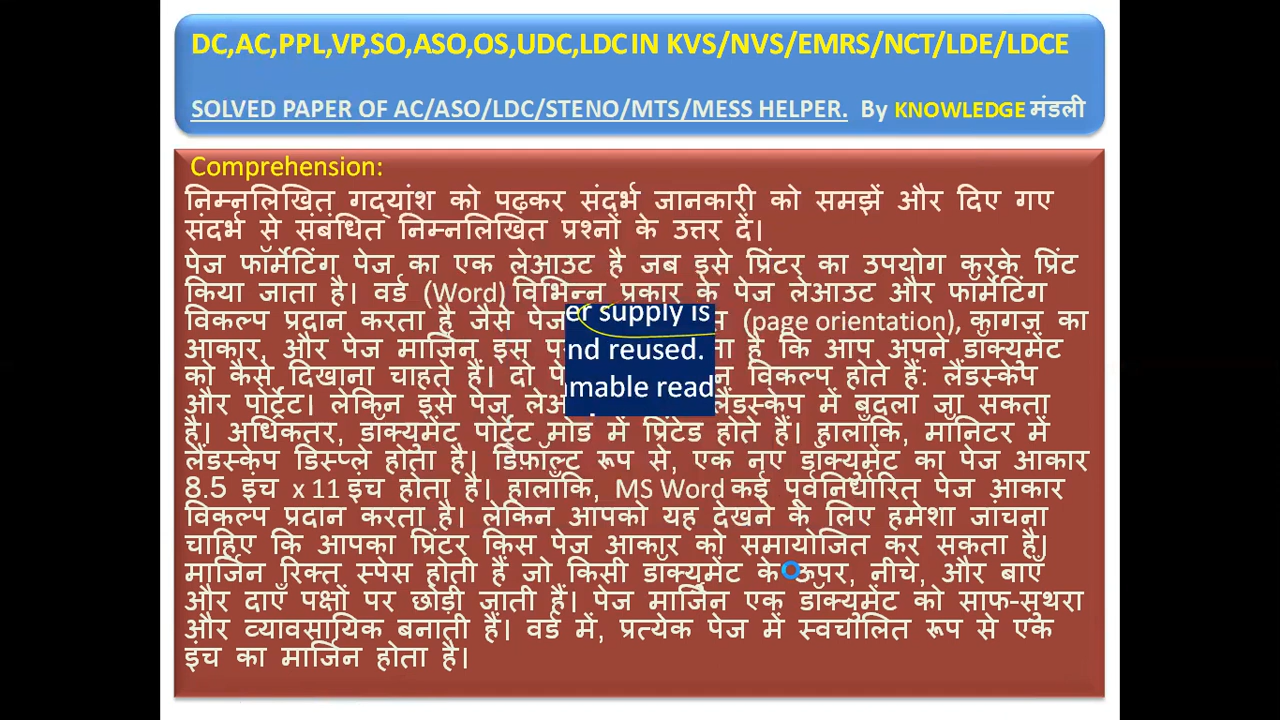 DC,AC,PPL,VP,SO,ASO,OS,UDC,LDC IN KVS/NVS/EMRS/NCT/LDE/LDCE
SOLVED PAPER OF AC/ASO/LDC/STENO/MTS/MESS HELPER. By KNOWLEDGE मंडली
Comprehension:
निम्नलिखित गद्यांश को पढ़कर संदर्भ जानकारी को समझें और दिए गए
संदर्भ से संबंधित निम्नलिखित प्रश्नों के उत्तर दें।
पेज फॉर्मेटिंग पेज का एक लेआउट है जब इसे प्रिंटर का उपयोग करके प्रिंट
किया जाता है। वर्ड (Word) विभिन्न प्रकार के पेज लेआउट और फॉर्मेटिंग
विकल्प प्रदान करता है जैसे पेज (page orientation), कागज़ का
आकार, और पेज मार्जिन इस है कि आप अपने डॉक्युमेंट
को कैसे दिखाना चाहते हैं। दो विकल्प होते हैं: लैंडस्केप
और पोर्ट्रेट। लेकिन इसे पेज लैंडस्केप में बदला जा सकता
है। अधिकतर, डॉक्युमेंट पोर्ट्रेट मोड में प्रिंटेड होते हैं। हालाँकि, मॉनिटर में
लैंडस्केप डिस्प्ले होता है। डिफ़ॉल्ट रूप से, एक नए डॉक्युमेंट का पेज आकार
8.5 इंच x 11 इंच होता है। हालाँकि, MS Word कई पूर्वनिर्धारित पेज आकार
विकल्प प्रदान करता है। लेकिन आपको यह देखने के लिए हमेशा जांचना
चाहिए कि आपका प्रिंटर किस पेज आकार को समायोजित कर सकता है।
मार्जिन रिक्त स्पेस होती हैं जो किसी डॉक्युमेंट के ऊपर, नीचे, और बाएँ
और दाएँ पक्षों पर छोड़ी जाती हैं। पेज मार्जिन एक डॉक्युमेंट को साफ-सुथरा
और व्यावसायिक बनाती हैं। वर्ड में, प्रत्येक पेज में स्वचालित रूप से एक
इंच का मार्जिन होता है।
supply is
reused.
read